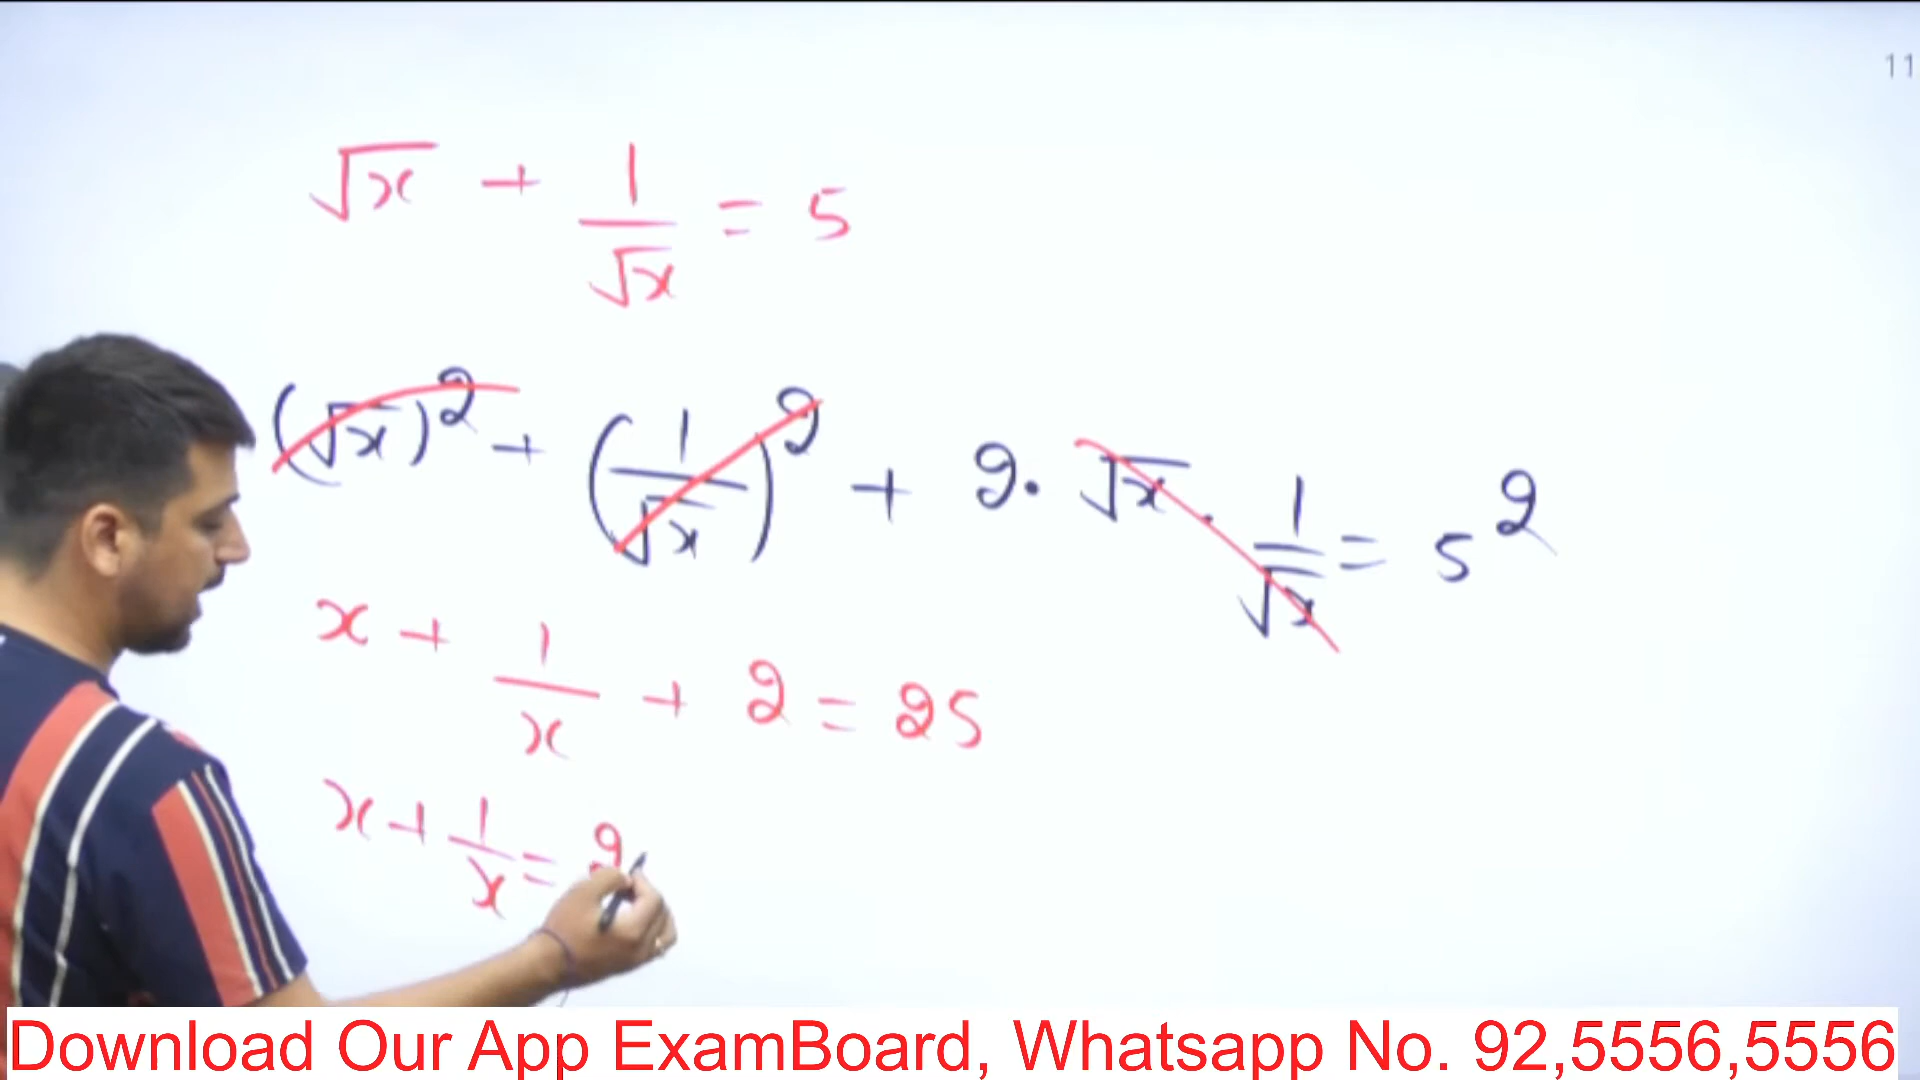 11
√x + 1/√x = 5
(√x)² + (1/√x)² + 2·√x·1/√x = 5²
x + 1/x + 2 = 25
x + 1/x = 2
Download Our App ExamBoard, Whatsapp No. 92,5556,5556